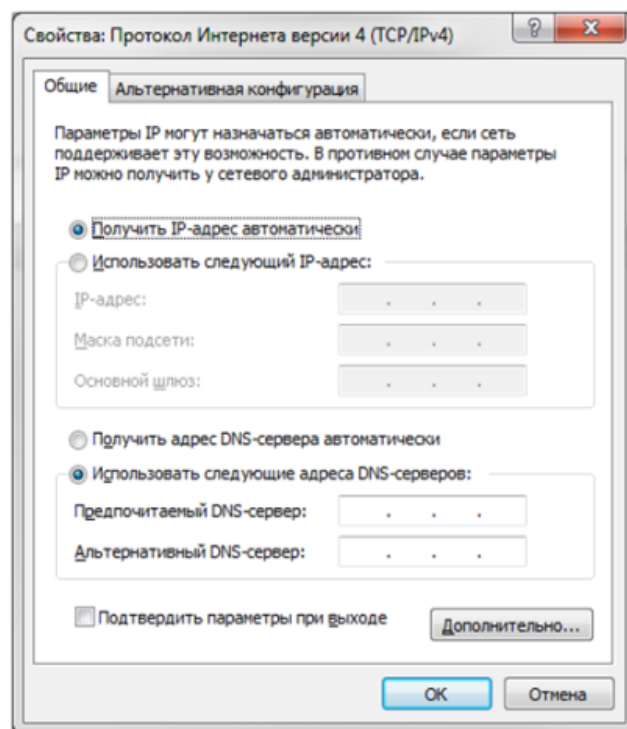 Свойства: Протокол Интернета версии 4 (TCP/IPv4)
Общие
Альтернативная конфигурация
Параметры IP могут назначаться автоматически, если сеть
поддерживает эту возможность. В противном случае параметры
IP можно получить у сетевого администратора.
Получить IP-адрес автоматически
Использовать следующий IP-адрес:
IP-адрес:
Маска подсети:
Основной шлюз:
Получить адрес DNS-сервера автоматически
Использовать следующие адреса DNS-серверов:
Предпочитаемый DNS-сервер:
Альтернативный DNS-сервер:
Подтвердить параметры при выходе
Дополнительно...
ОК
Отмена